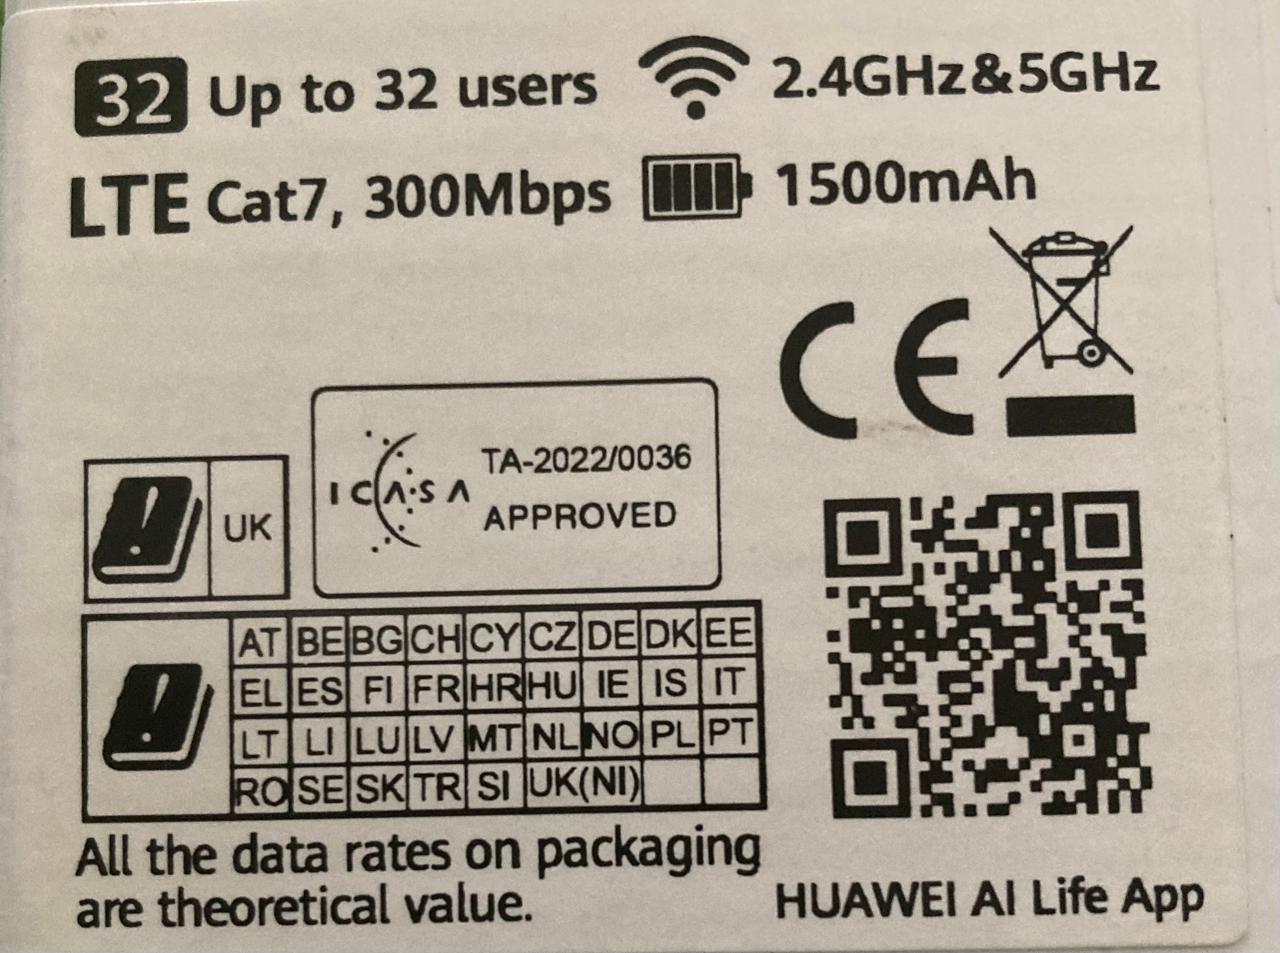 32 Up to 32 users 2.4GHz&5GHz
LTE Cat7, 300Mbps 1500mAh
CE
ICASA TA-2022/0036
APPROVED
UK
AT BE BG CH CY CZ DE DK EE
EL ES FI FR HR HU IE IS IT
LT LI LU LV MT NL NO PL PT
RO SE SK TR SI UK(NI)
All the data rates on packaging
are theoretical value.
HUAWEI AI Life App